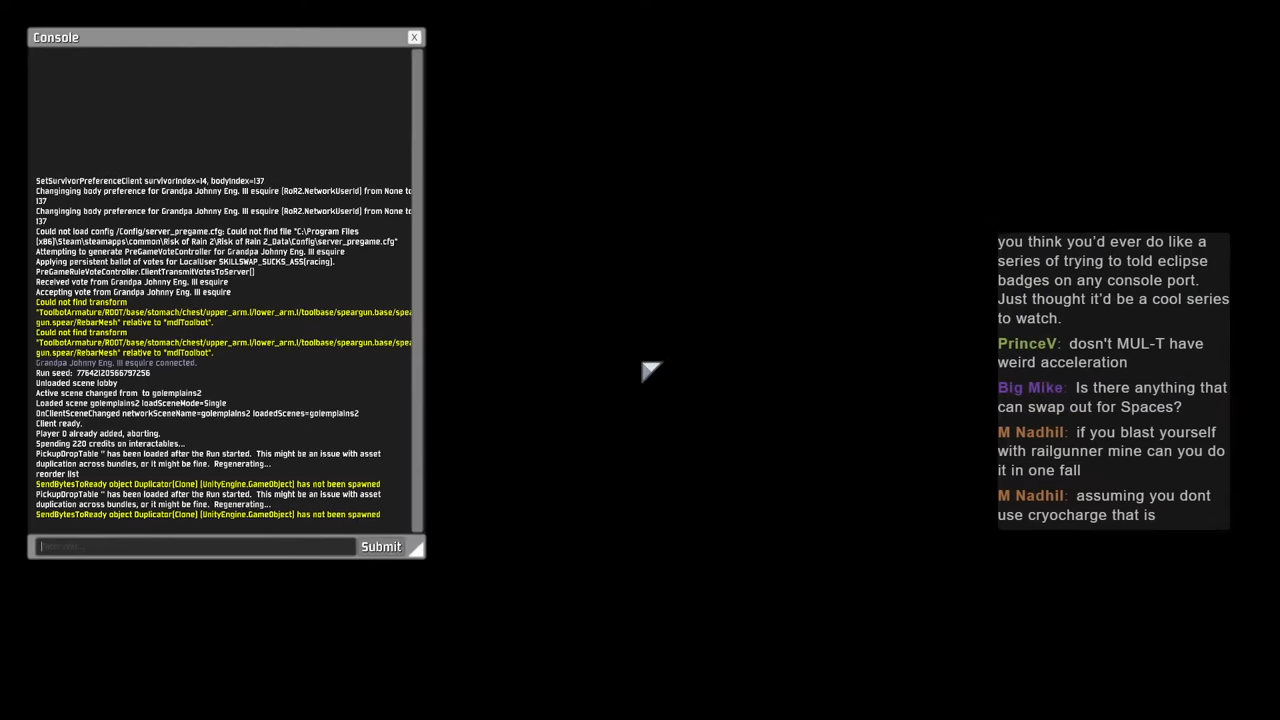 Console
X
SetSurvivorPreferenceClient survivorIndex=14, bodyIndex=137
Changinging body preference for Grandpa Johnny Eng. III esquire (RoR2.NetworkUserId) from None to
137
Changinging body preference for Grandpa Johnny Eng. III esquire (RoR2.NetworkUserId) from None to
137
Could not load config /Config/server_pregame.cfg: Could not find file "C:\Program Files
(x86)\Steam\steamapps\common\Risk of Rain 2\Risk of Rain 2_Data\Config\server_pregame.cfg"
Attempting to generate PreGameVoteController for Grandpa Johnny Eng. III esquire
Applying persistent ballot of votes for LocalUser SKILLSWAP_SUCKS_ASS(racing).
PreGameRuleVoteController.ClientTransmitVotesToServer()
Received vote from Grandpa Johnny Eng. III esquire
Accepting vote from Grandpa Johnny Eng. III esquire
Could not find transform
"ToolbotArmature/ROOT/base/stomach/chest/upper_arm.l/lower_arm.l/toolbase/speargun.base/spea
gun.spear/RebarMesh" relative to "mdlToolbot".
Could not find transform
"ToolbotArmature/ROOT/base/stomach/chest/upper_arm.l/lower_arm.l/toolbase/speargun.base/spea
gun.spear/RebarMesh" relative to "mdlToolbot".
Grandpa Johnny Eng. III esquire connected.
Run seed: 7764212056679725​6
Unloaded scene lobby
Active scene changed from  to golemplains2
Loaded scene golemplains2 loadSceneMode=Single
OnClientSceneChanged networkSceneName=golemplains2 loadedScenes=golemplains2
Client ready.
Player 0 already added, aborting.
Spending 220 credits on interactables...
PickupDropTable '' has been loaded after the Run started.  This might be an issue with asset
duplication across bundles, or it might be fine.  Regenerating...
reorder list
SendBytesToReady object Duplicator(Clone) (UnityEngine.GameObject) has not been spawned
PickupDropTable '' has been loaded after the Run started.  This might be an issue with asset
duplication across bundles, or it might be fine.  Regenerating...
SendBytesToReady object Duplicator(Clone) (UnityEngine.GameObject) has not been spawned
Submit
you think you'd ever do like a
series of trying to told eclipse
badges on any console port.
Just thought it'd be a cool series
to watch.
PrinceV: dosn't MUL-T have
weird acceleration
Big Mike: Is there anything that
can swap out for Spaces?
M Nadhil: if you blast yourself
with railgunner mine can you do
it in one fall
M Nadhil: assuming you dont
use cryocharge that is